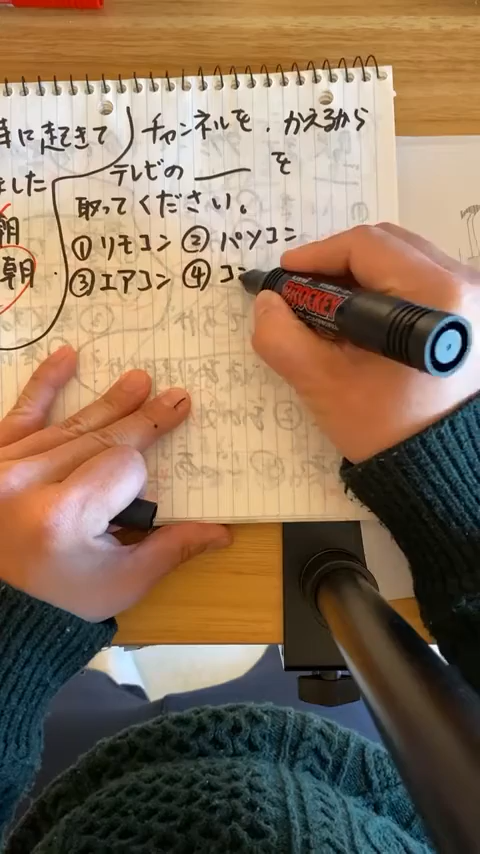 に起きて
ました
朝
朝
チャンネルを、かえるから
テレビの ____ を
取ってください。
① リモコン ② パソコン
③ エアコン ④ コン
PROCKEY